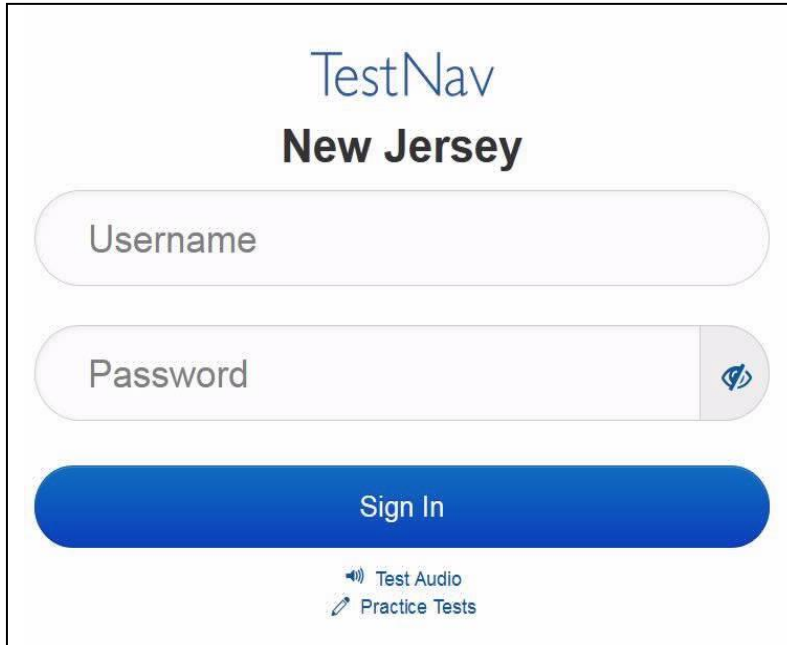 TestNav
New Jersey
Username
Password
Sign In
Test Audio
Practice Tests